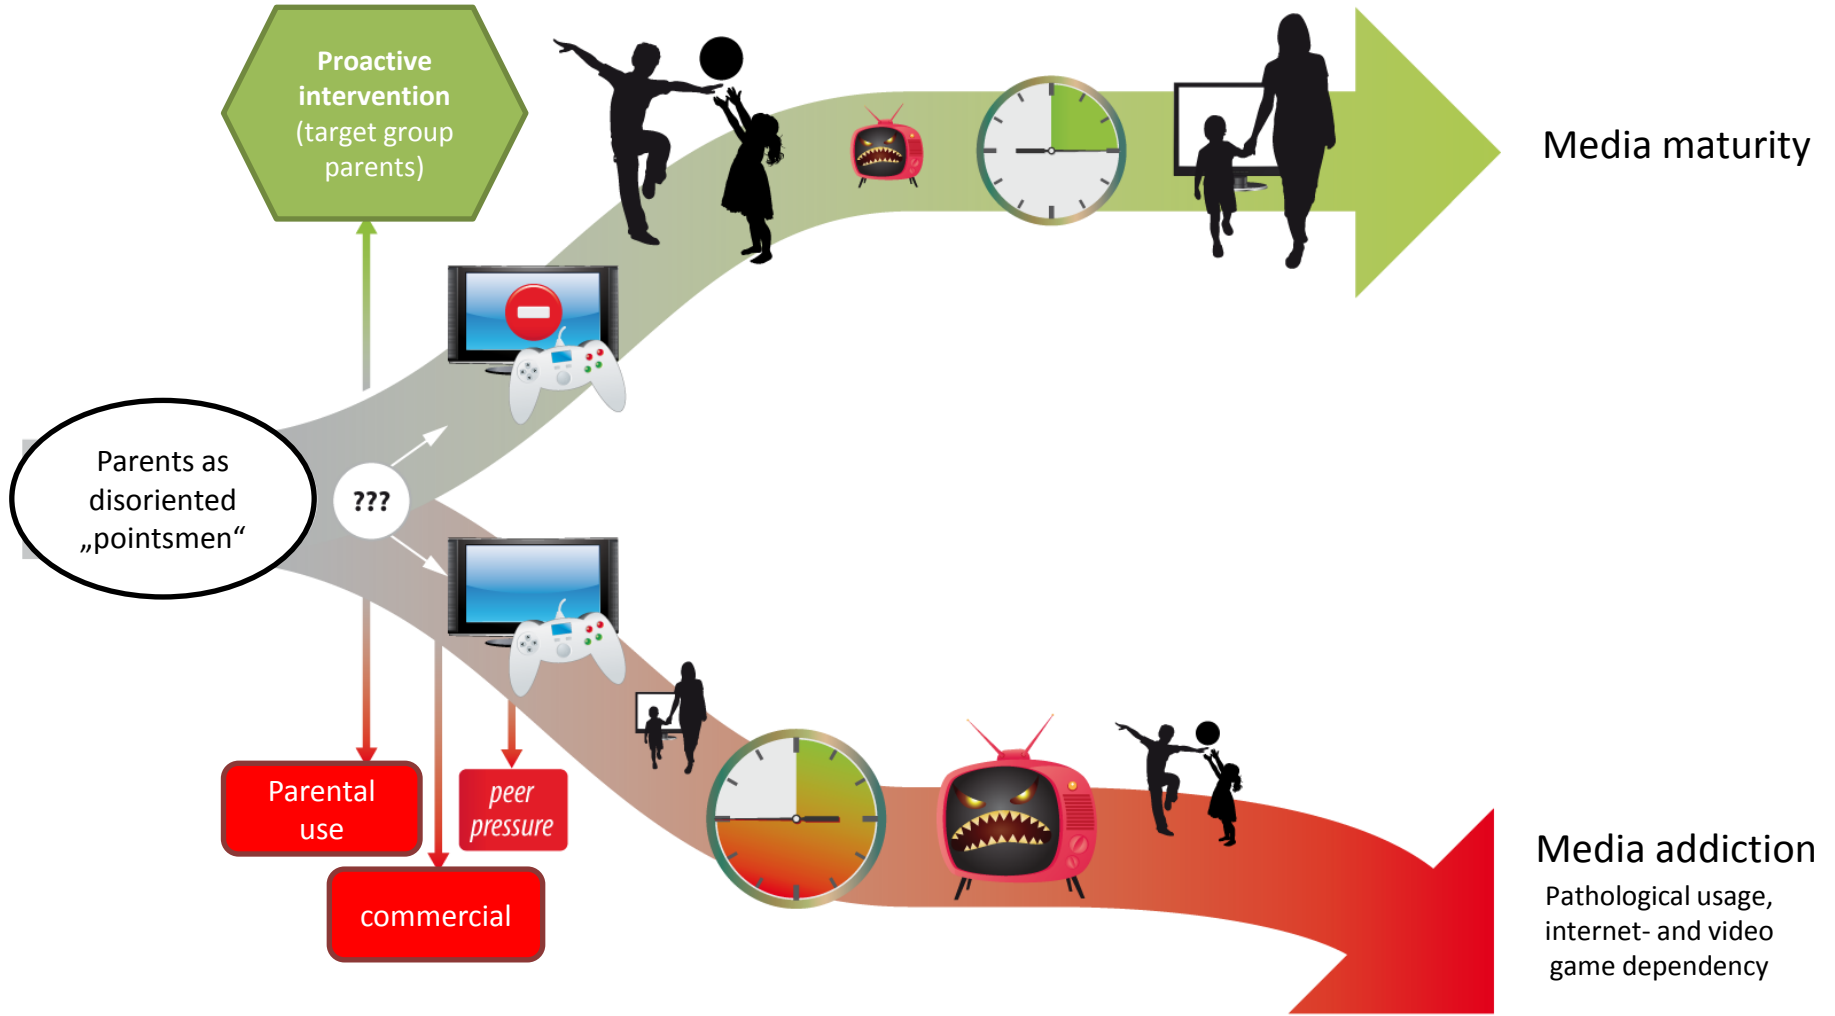 Proactive
intervention
(target group
parents)
Media maturity
Parents as
disoriented
„pointsmen“
???
Parental
use
peer
pressure
commercial
Media addiction
Pathological usage,
internet- and video
game dependency